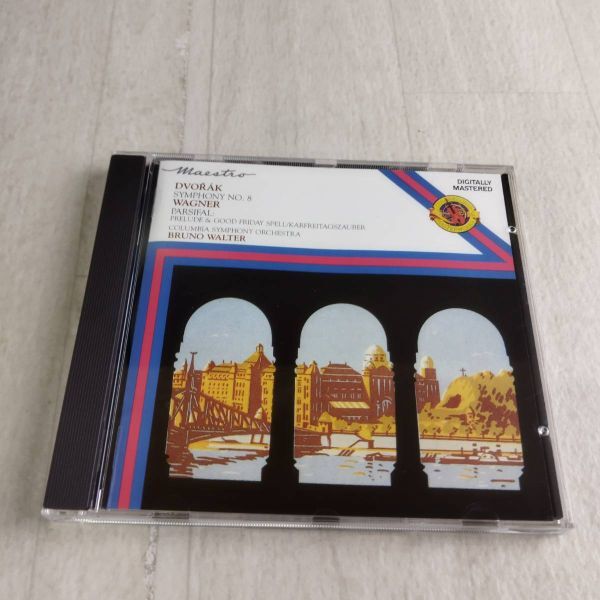 Maestro
DVOŘÁK
SYMPHONY NO. 8
WAGNER
PARSIFAL:
PRELUDE & GOOD FRIDAY SPELL/KARFREITAGSZAUBER
COLUMBIA SYMPHONY ORCHESTRA
BRUNO WALTER
DIGITALLY
MASTERED